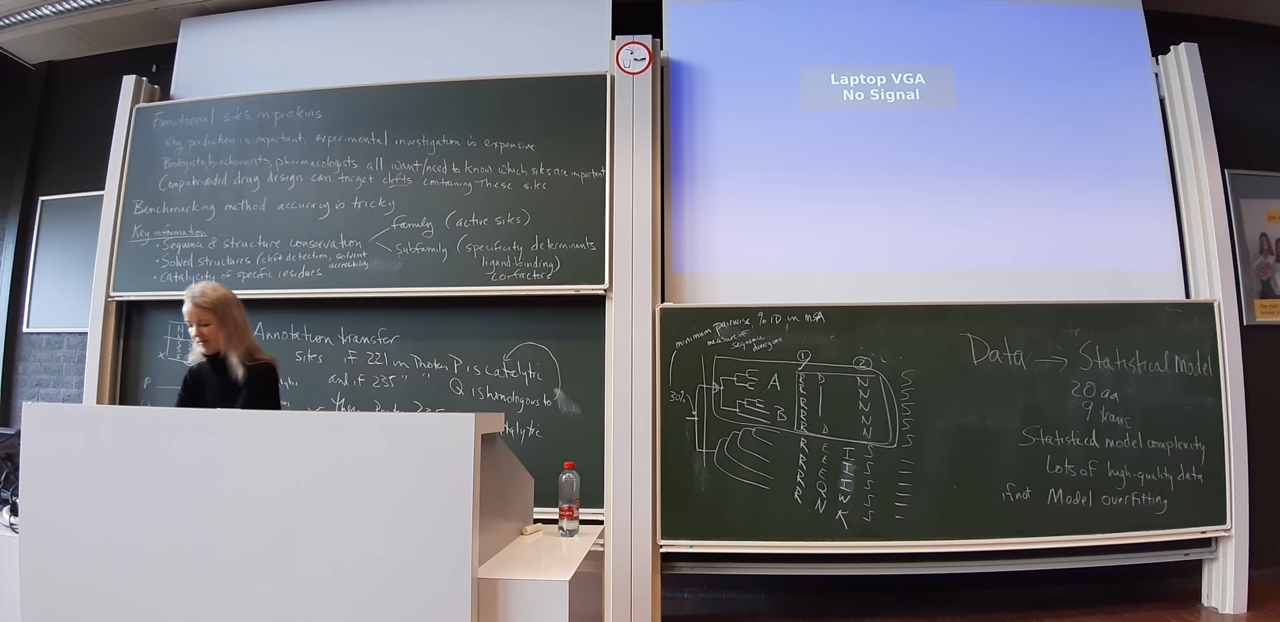 Functional sites in proteins
Why prediction is important: experimental investigation is expensive
Biologists, biochemists, pharmacologists all want/need to know which sites are important
Computer-aided drug design can target clefts containing these sites
Benchmarking method accuracy is tricky
Key information
• Sequence & structure conservation
Family (active sites)
Subfamily (specificity determinants
ligand-binding)
cofactors
• Solved structures (cleft detection, solvent
accessibility
• Catalycity of specific residues
Annotation transfer
sites if 221 in Protein P is catalytic
and if 235 " " Q is homologous to
Then
P
Laptop VGA
No Signal
minimum pairwise % ID in MSA
measure of
sequence
divergence
!
30%
A
B
① ②
R D N S
R N S
R N S
R N S
R N S
R D N S
R E I S
R E I S
R E I S
R Q I S
R N W S
K S
Data → Statistical Model
20 aa
9
Statistical model complexity
Lots of high-quality data
if not Model overfitting